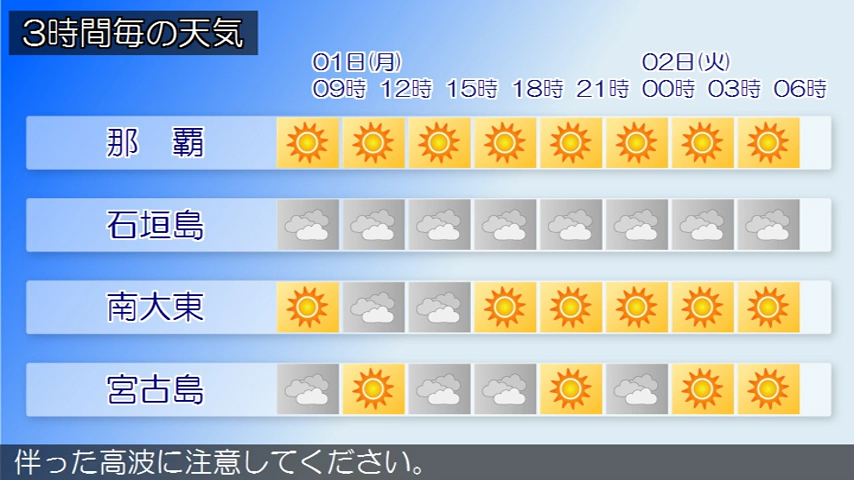 3時間毎の天気
01日(月) 02日(火)
09時 12時 15時 18時 21時 00時 03時 06時
那　覇
石垣島
南大東
宮古島
伴った高波に注意してください。